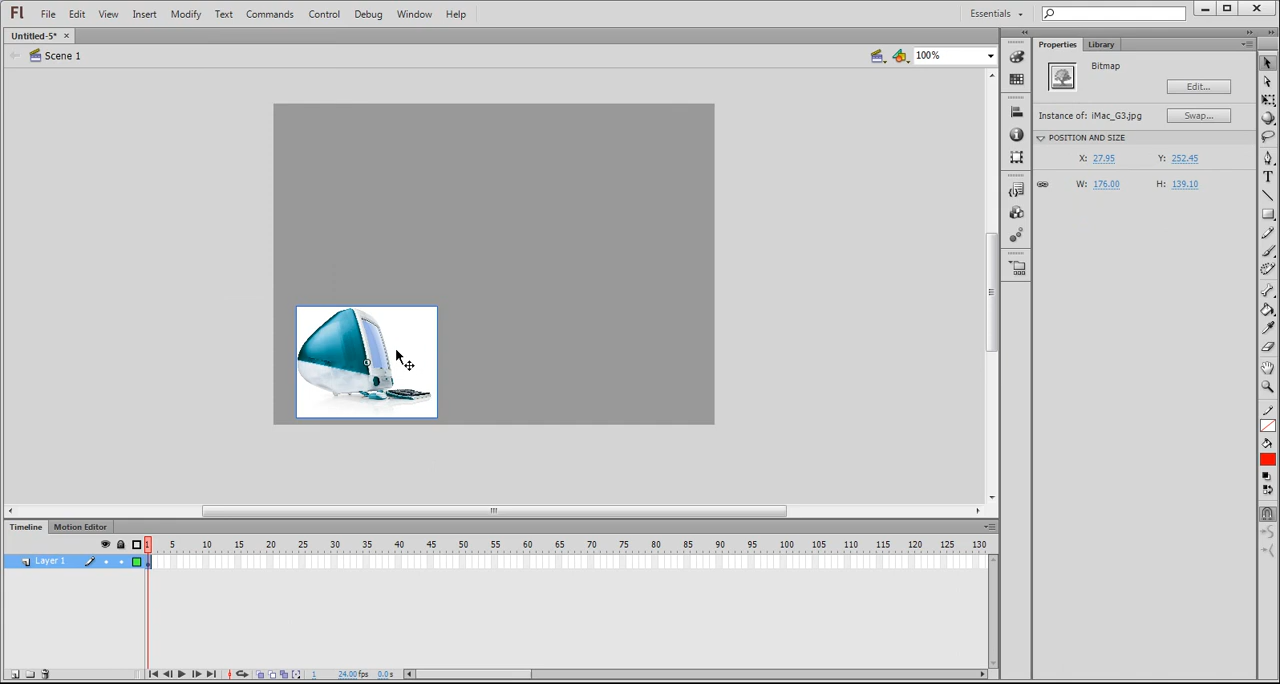 Fl File Edit View Insert Modify Text Commands Control Debug Window Help Essentials
Untitled-5* ×
Scene 1 100%
Properties Library
Bitmap
Edit...
Instance of: iMac_G3.jpg Swap...
POSITION AND SIZE
X: 27.95 Y: 252.45
W: 176.00 H: 139.10
Timeline Motion Editor
1 5 10 15 20 25 30 35 40 45 50 55 60 65 70 75 80 85 90 95 100 105 110 115 120 125 130
Layer 1
1 24.00 fps 0.0 s